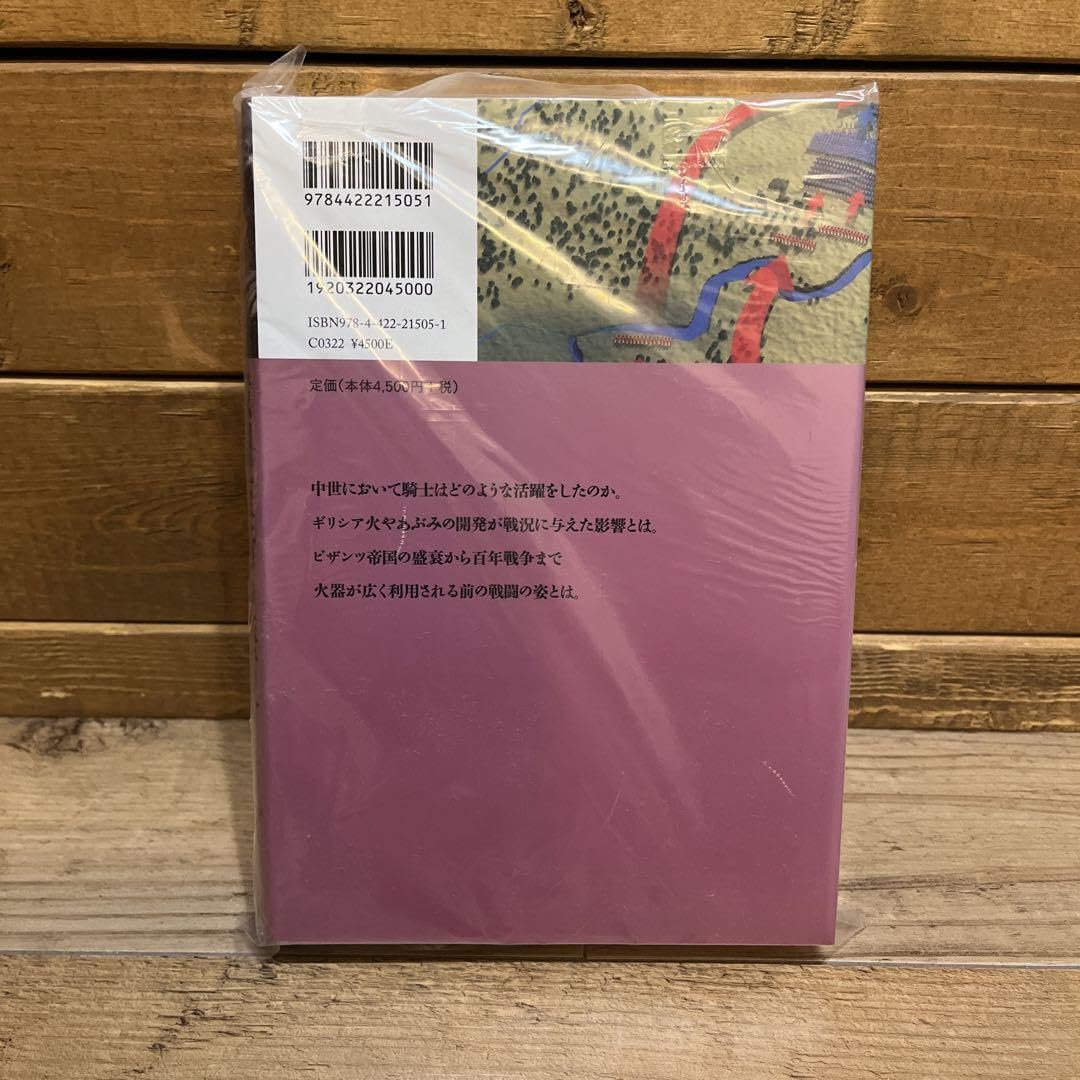 9784422215051
1920322045000
ISBN978-4-422-21505-1
C0322 ¥4500E
定価(本体4,500円+税)
中世において騎士はどのような活躍をしたのか。
ギリシア火やあぶみの開発が戦況に与えた影響とは。
ビザンツ帝国の盛衰から百年戦争まで
火器が広く利用される前の戦闘の姿とは。